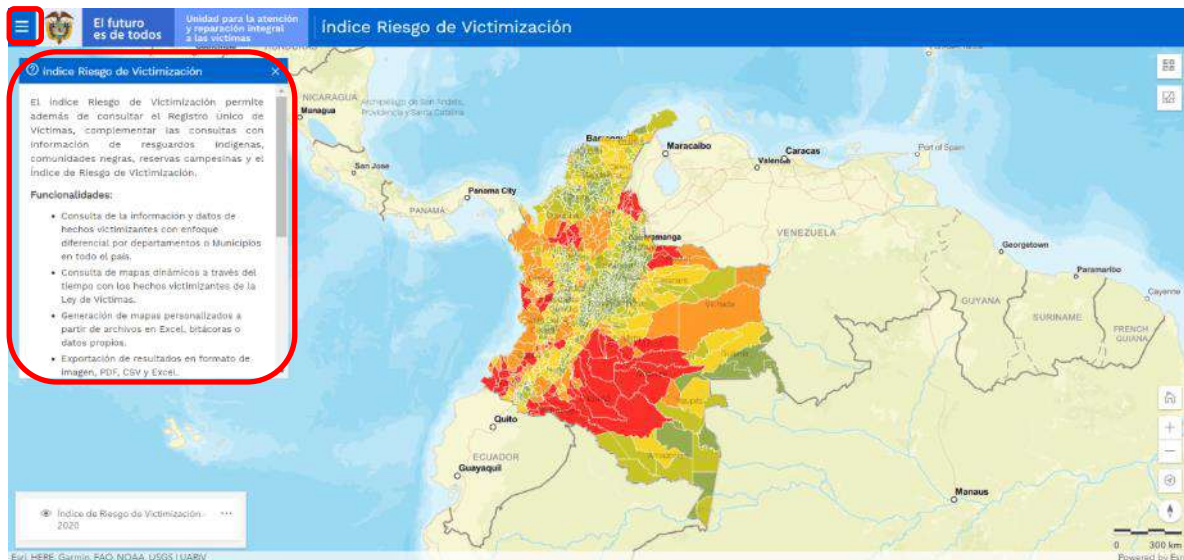 El futuro
es de todos
Unidad para la atención
y reparación integral
a las víctimas
Índice Riesgo de Victimización
Índice Riesgo de Victimización
El Índice Riesgo de Victimización permite
además de consultar el Registro Único de
Víctimas, complementar las consultas con
información de resguardos indígenas,
comunidades negras, reservas campesinas y el
Índice de Riesgo de Victimización.
Funcionalidades:
Consulta de la información y datos de
hechos victimizantes con enfoque
diferencial por departamentos o Municipios
en todo el país.
Consulta de mapas dinámicos a través del
tiempo con los hechos victimizantes de la
Ley de Víctimas.
Generación de mapas personalizados a
partir de archivos en Excel, bitácoras o
datos propios.
Exportación de resultados en formato de
imagen, PDF, CSV y Excel.
NICARAGUA
Managua
Archipiélago de San Andrés,
Providencia y Santa Catalina
San Jose
Panama City
PANAMÁ
Maracaibo
Caracas
Valencia
Port of Spain
VENEZUELA
Georgetown
Paramaribo
Cayenne
GUYANA
SURINAME
FRENCH
GUIANA
Quito
ECUADOR
Guayaquil
Manaus
Índice de Riesgo de Victimización -
2020
0 300 km
Esri, HERE, Garmin, FAO, NOAA, USGS | UARIV
Powered by Esri